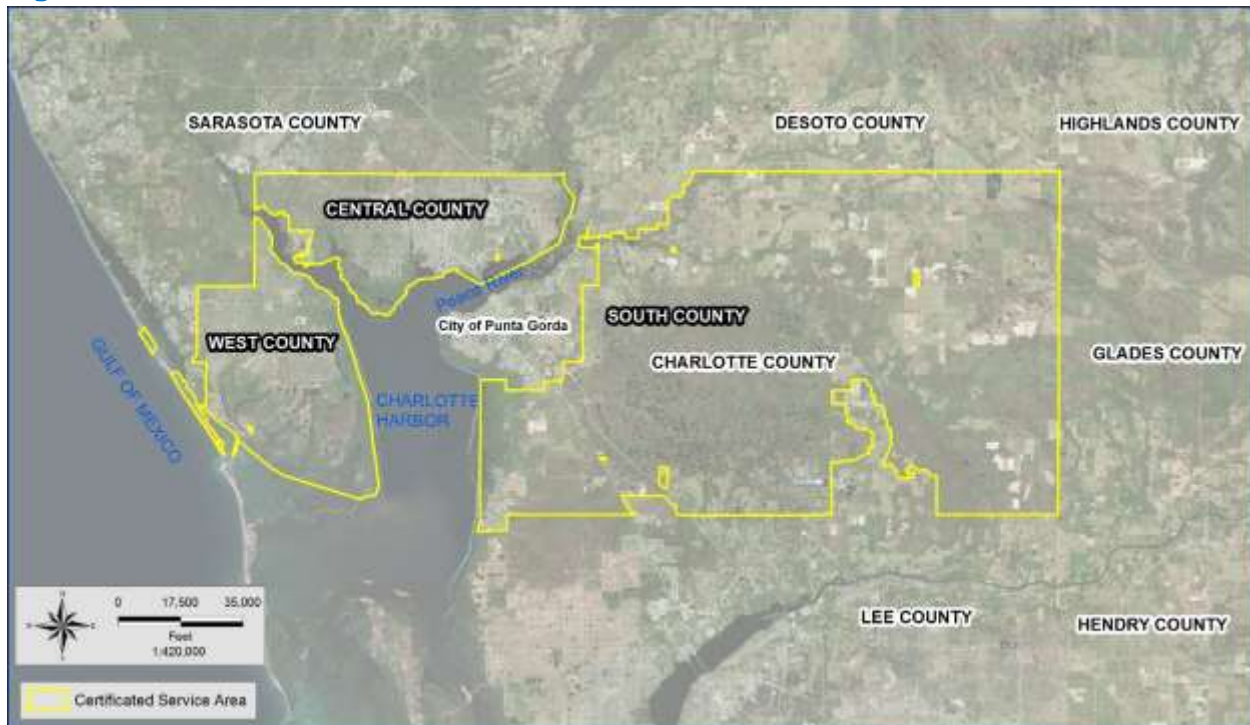 SARASOTA COUNTY
DESOTO COUNTY
HIGHLANDS COUNTY
CENTRAL COUNTY
Peace River
City of Punta Gorda
SOUTH COUNTY
WEST COUNTY
CHARLOTTE COUNTY
GLADES COUNTY
GULF OF MEXICO
CHARLOTTE
HARBOR
LEE COUNTY
HENDRY COUNTY
0 17,500 35,000
Feet
1:420,000
Certificated Service Area